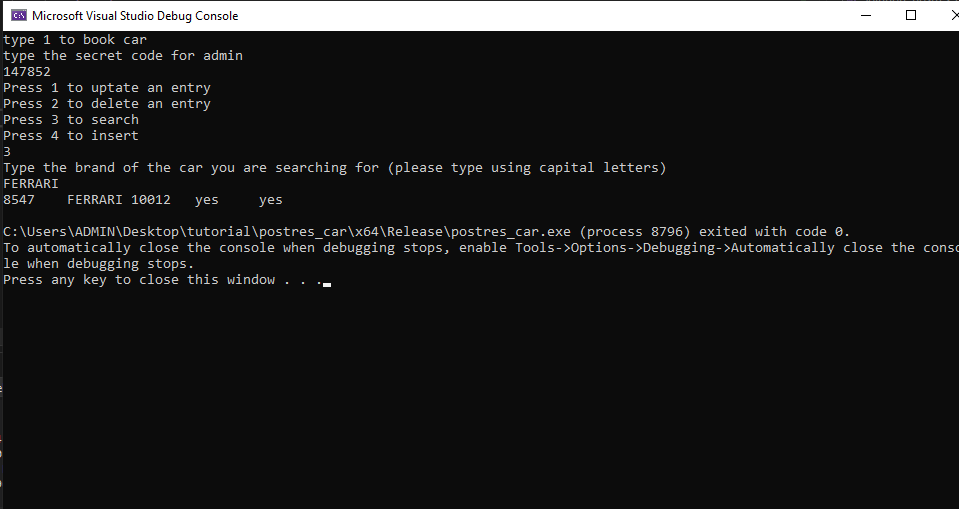 Microsoft Visual Studio Debug Console
type 1 to book car
type the secret code for admin
147852
Press 1 to uptate an entry
Press 2 to delete an entry
Press 3 to search
Press 4 to insert
3
Type the brand of the car you are searching for (please type using capital letters)
FERRARI
8547    FERRARI 10012   yes     yes
C:\Users\ADMIN\Desktop\tutorial\postres_car\x64\Release\postres_car.exe (process 8796) exited with code 0.
To automatically close the console when debugging stops, enable Tools->Options->Debugging->Automatically close the conso
le when debugging stops.
Press any key to close this window . . .